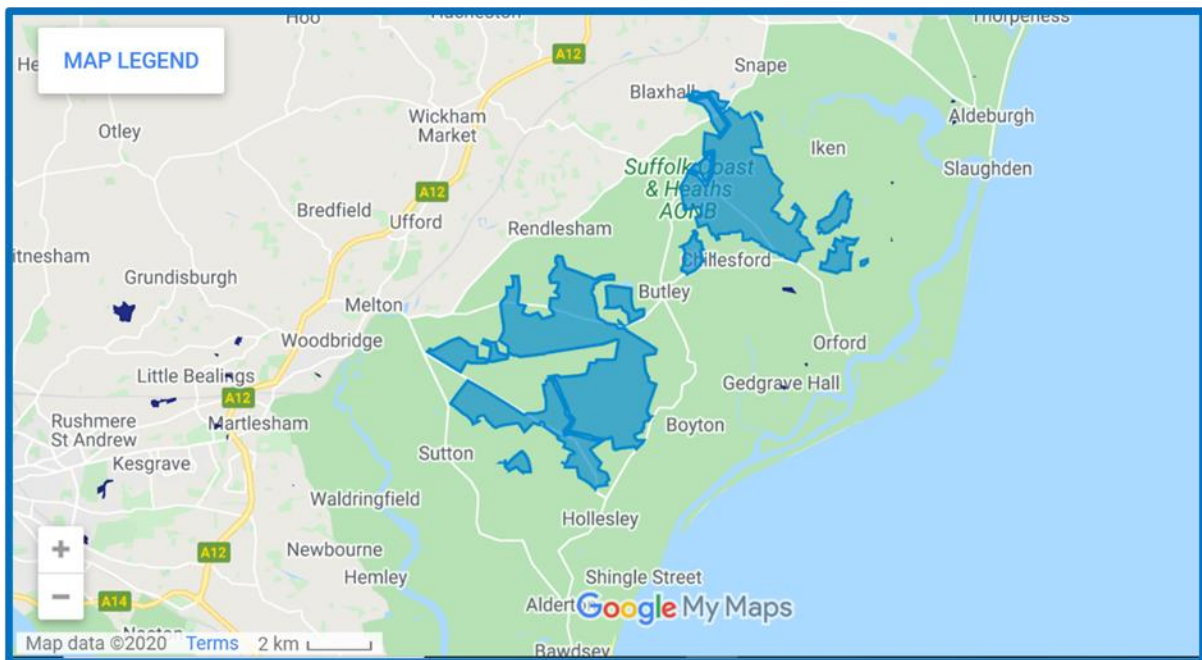 Hoo
Thorpeness
MAP LEGEND
A12
He
Snape
Blaxhall
Wickham
Market
Aldeburgh
Otley
Iken
Suffolk Coast
& Heaths
AONB
Slaughden
A12
Bredfield
Ufford
Rendlesham
itnesham
Grundisburgh
Chillesford
Melton
Butley
Woodbridge
Orford
Little Bealings
Gedgrave Hall
A12
Rushmere
St Andrew
Martlesham
Boyton
Kesgrave
Sutton
Waldringfield
Hollesley
+
A12
Newbourne
Hemley
Shingle Street
−
A14
Alderton
Google My Maps
Map data ©2020 Terms 2 km
Bawdsey